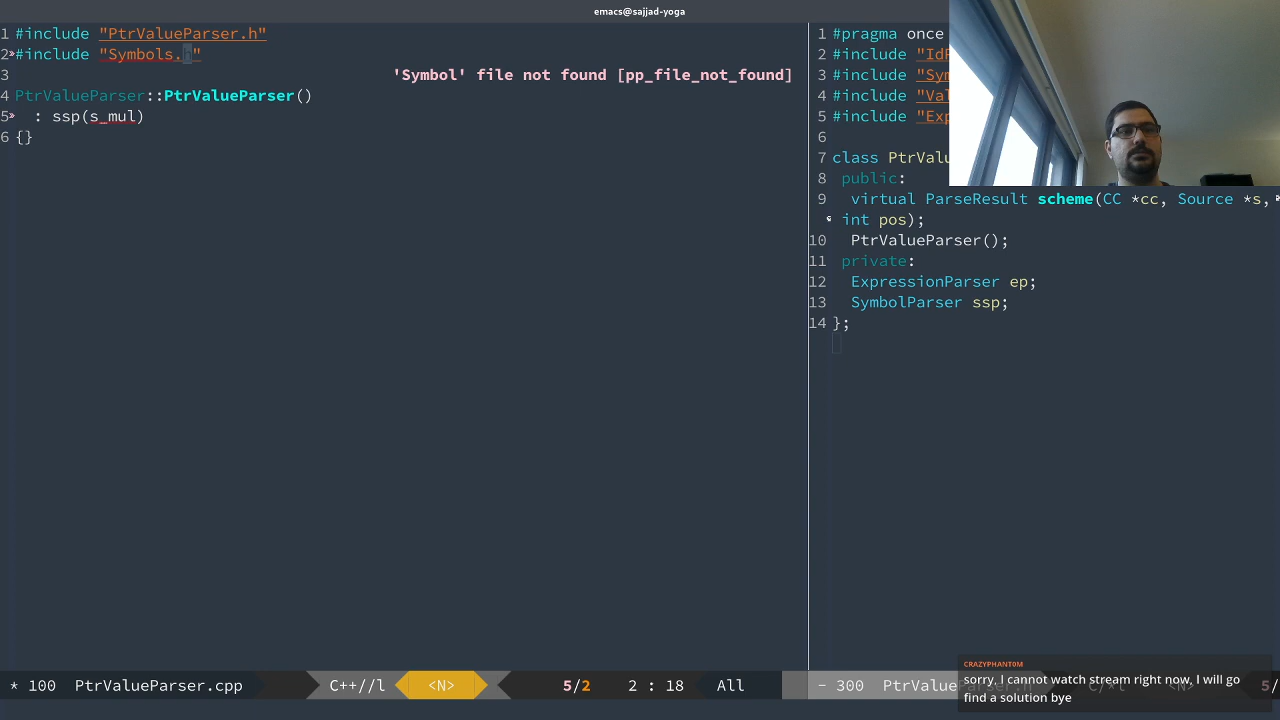 emacs@sajjad-yoga
1 #include "PtrValueParser.h"
2» #include "Symbols.h"
3 'Symbol' file not found [pp_file_not_found]
4 PtrValueParser::PtrValueParser()
5» : ssp(s_mul)
6 {}
1 #pragma once
2 #include
3 #include
4 #include
5 #include
6
7 class
8 public:
9 virtual ParseResult scheme(CC *cc, Source *s,
int pos);
10 PtrValueParser();
11 private:
12 ExpressionParser ep;
13 SymbolParser ssp;
14 };
* 100 PtrValueParser.cpp C++//l <N> 5/2 2 : 18 All
- 300
CRAZYPHANT0M
sorry, I cannot watch stream right now, I will go
find a solution bye